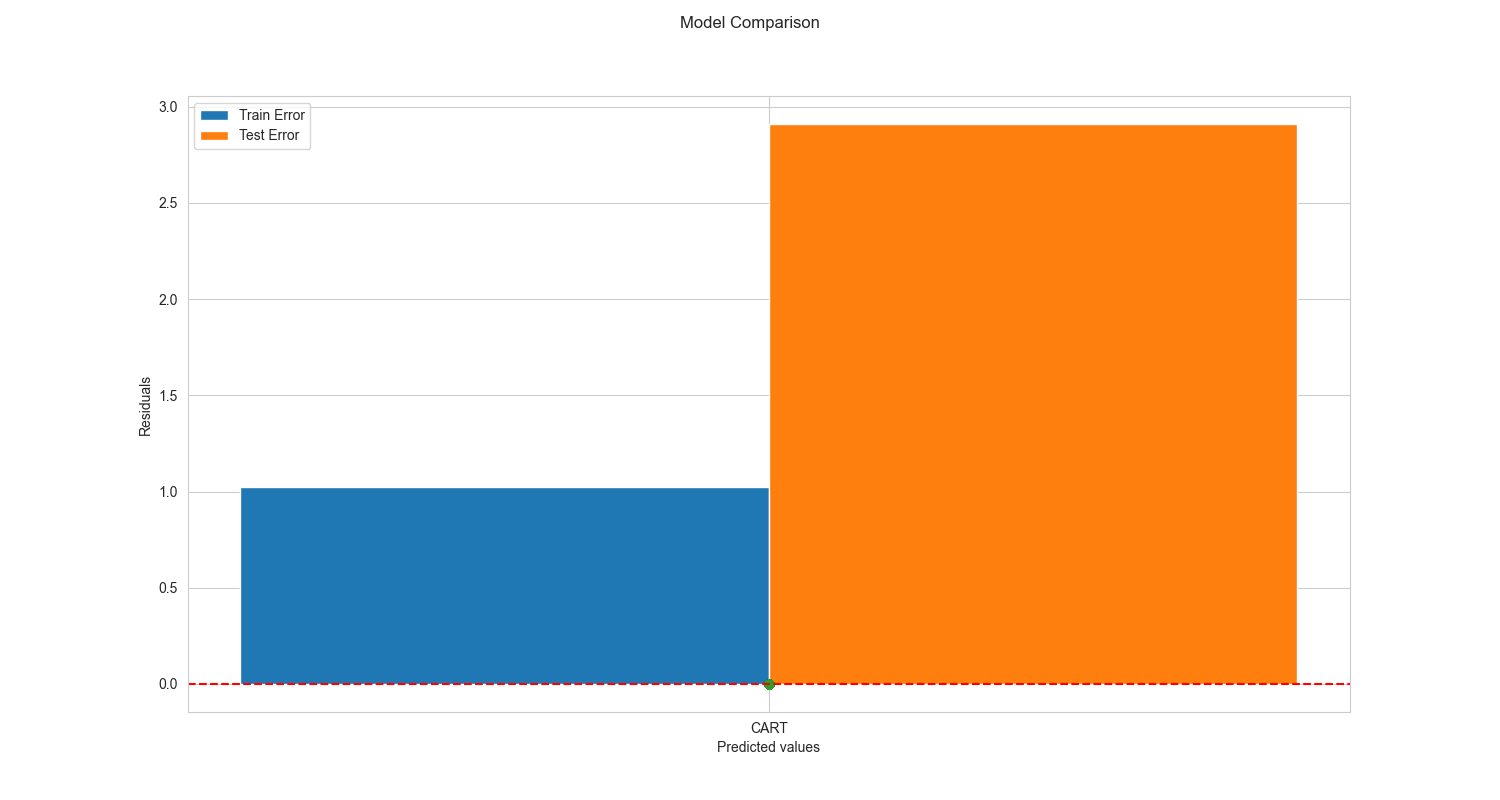 Model Comparison
Train Error
Test Error
3.0
2.5
2.0
1.5
1.0
0.5
0.0
Residuals
CART
Predicted values